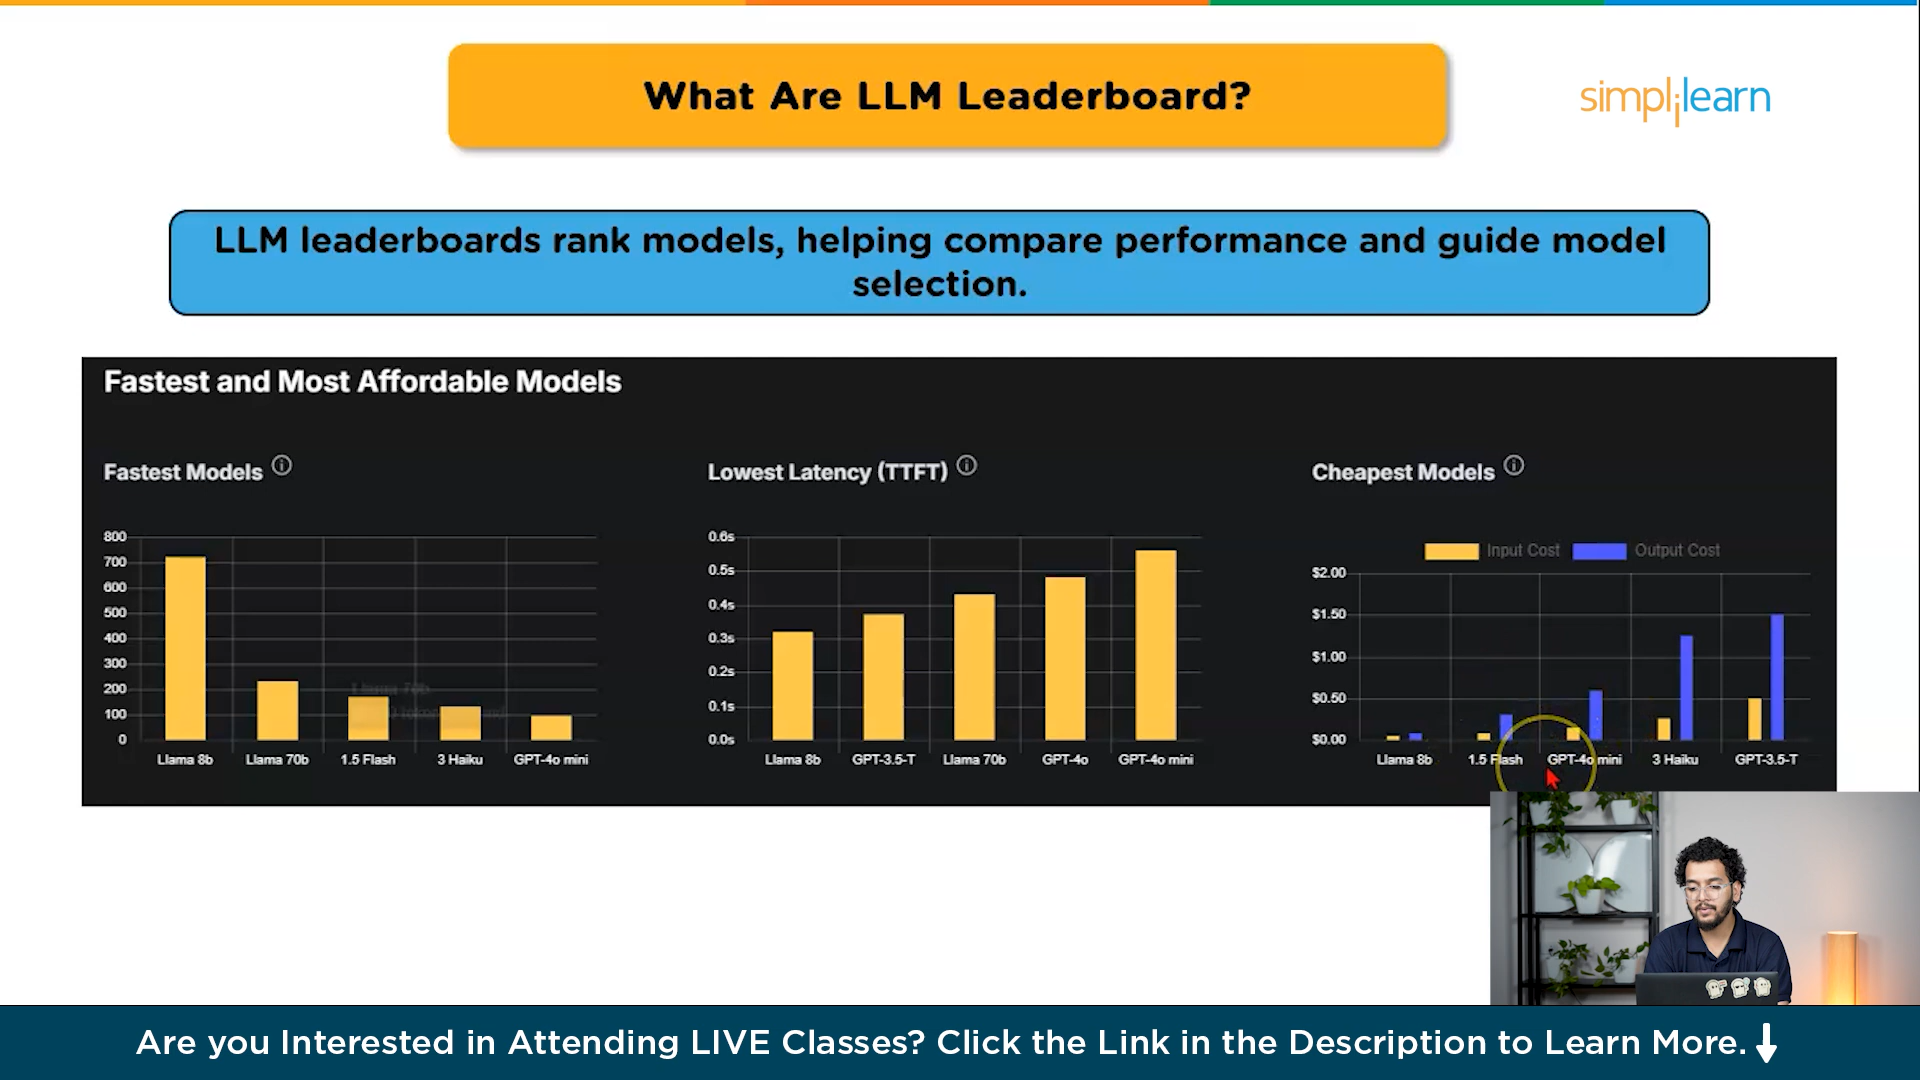 What Are LLM Leaderboard?
simplilearn
LLM leaderboards rank models, helping compare performance and guide model
selection.
Fastest and Most Affordable Models
Fastest Models
800
700
600
500
400
300
200
100
0
Llama 8b
Llama 70b
1.5 Flash
3 Haiku
GPT-4o mini
Llama 70b
Lowest Latency (TTFT)
0.6s
0.5s
0.4s
0.3s
0.2s
0.1s
0.0s
Llama 8b
GPT-3.5-T
Llama 70b
GPT-4o
GPT-4o mini
Cheapest Models
Input Cost
Output Cost
$2.00
$1.50
$1.00
$0.50
$0.00
Llama 8b
1.5 Flash
GPT-4o mini
3 Haiku
GPT-3.5-T
Are you Interested in Attending LIVE Classes? Click the Link in the Description to Learn More.